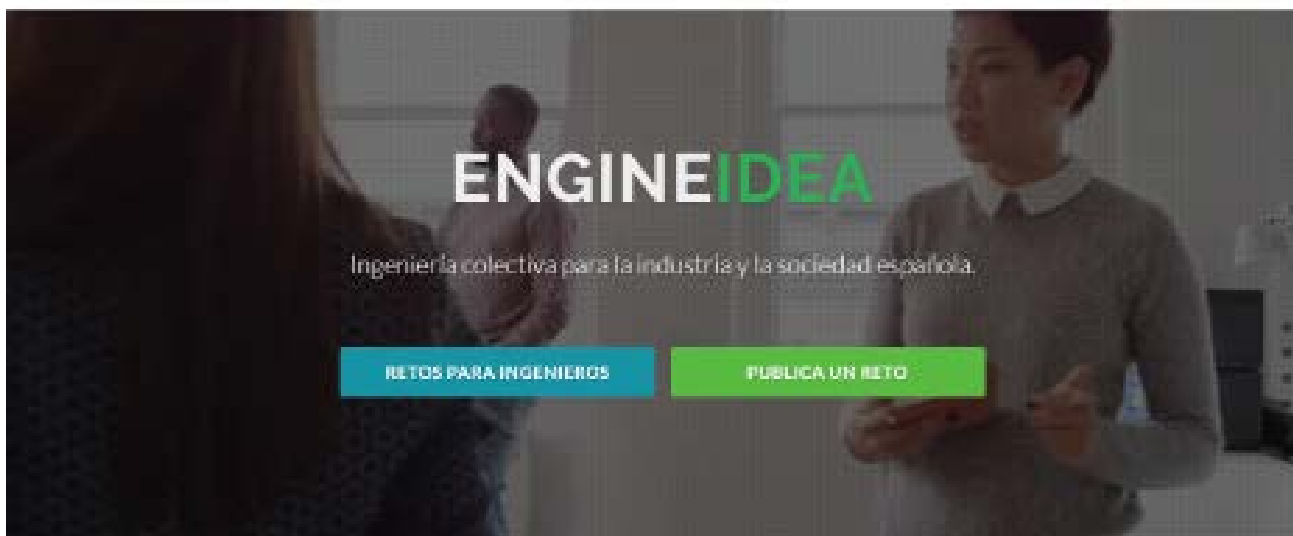 ENGINEIDEA
Ingeniería colectiva para la industria y la sociedad española.
RETOS PARA INGENIEROS
PUBLICA UN RETO